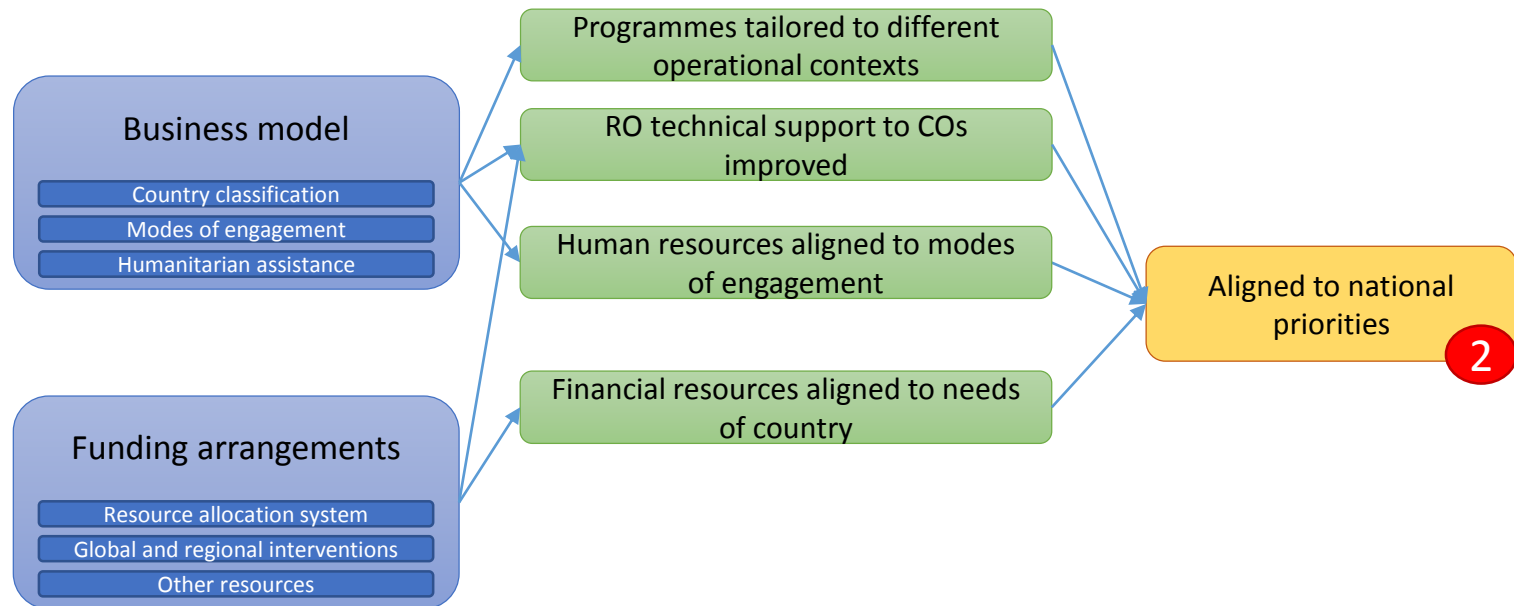 Business model
Country classification
Modes of engagement
Humanitarian assistance
Funding arrangements
Resource allocation system
Global and regional interventions
Other resources
Programmes tailored to different
operational contexts
RO technical support to COs
improved
Human resources aligned to modes
of engagement
Financial resources aligned to needs
of country
Aligned to national
priorities
2